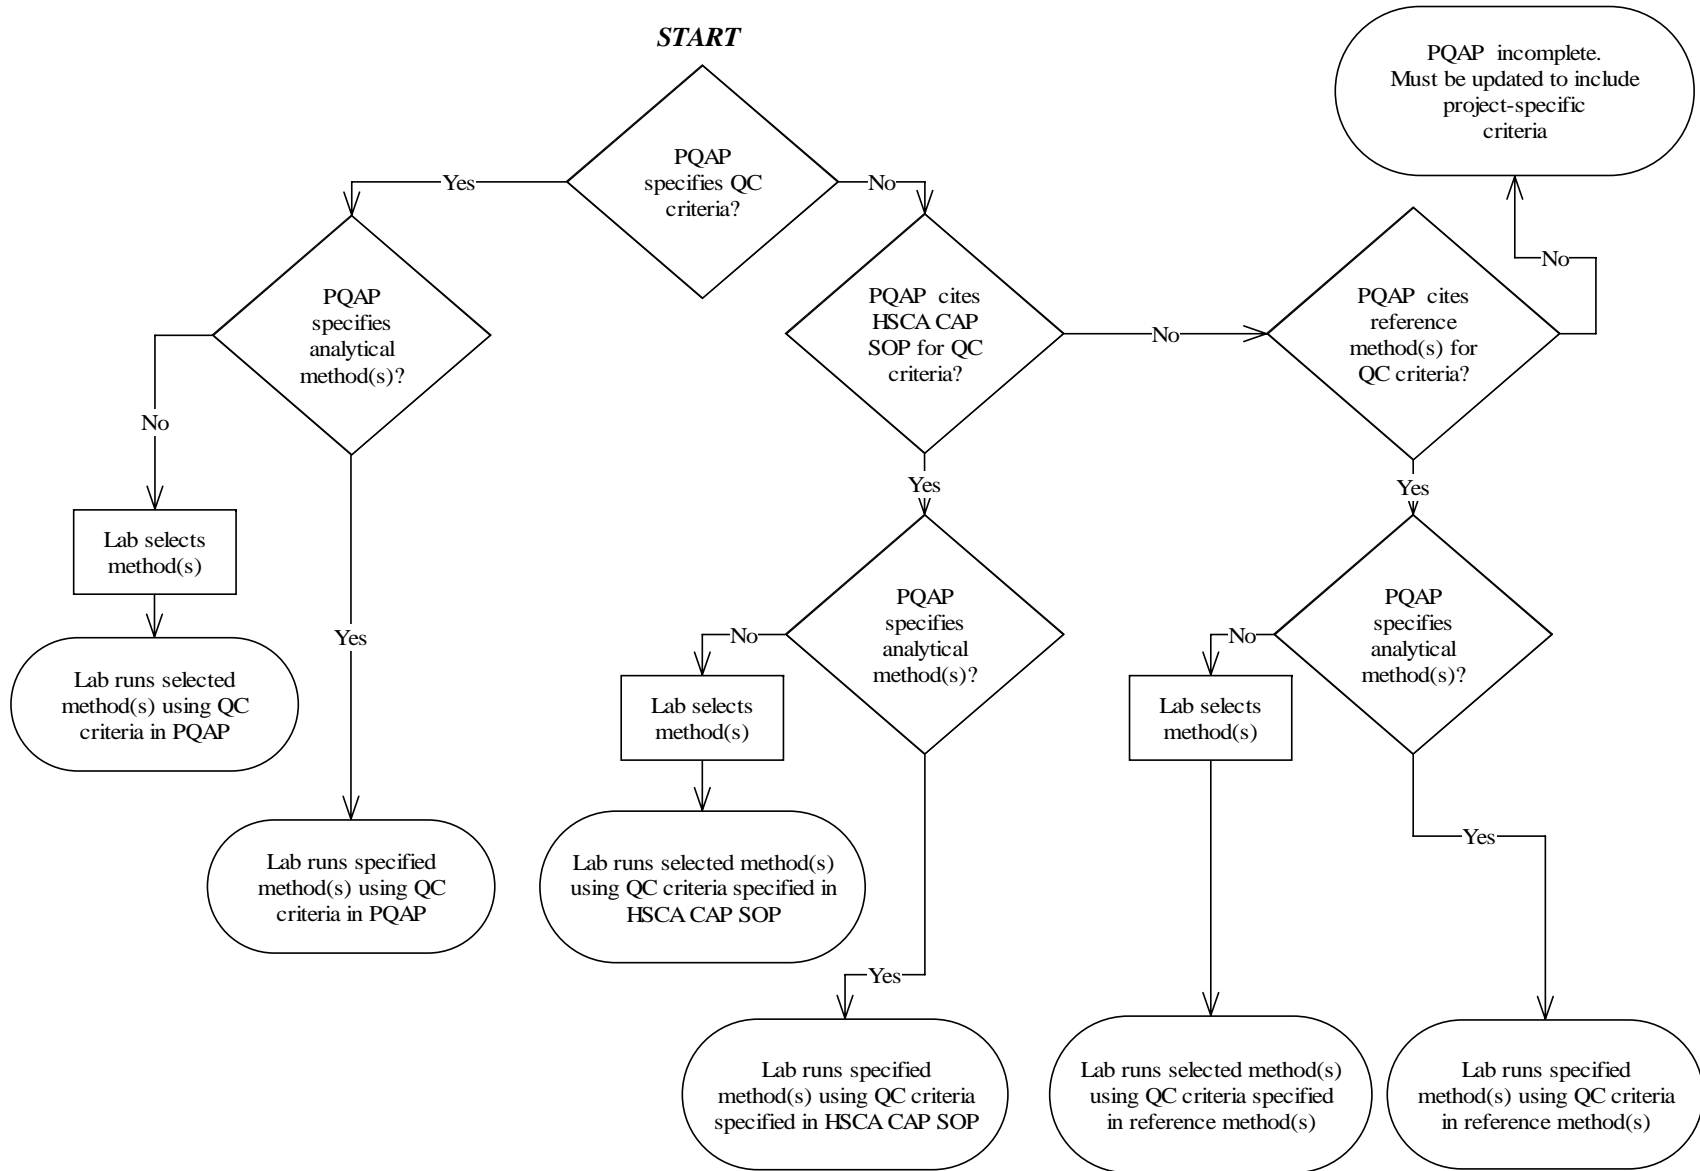 START
PQAP incomplete.
Must be updated to include
project-specific
criteria
PQAP
specifies QC
criteria?
Yes
No
No
PQAP
specifies
analytical
method(s)?
PQAP cites
HSCA CAP
SOP for QC
criteria?
No
PQAP cites
reference
method(s) for
QC criteria?
No
Yes
Yes
Lab selects
method(s)
PQAP
specifies
analytical
method(s)?
PQAP
specifies
analytical
method(s)?
Yes
No
No
Lab runs selected
method(s) using QC
criteria in PQAP
Lab selects
method(s)
Lab selects
method(s)
Yes
Lab runs specified
method(s) using QC
criteria in PQAP
Lab runs selected method(s)
using QC criteria specified in
HSCA CAP SOP
Yes
Lab runs specified
method(s) using QC criteria
specified in HSCA CAP SOP
Lab runs selected method(s)
using QC criteria specified
in reference method(s)
Lab runs specified
method(s) using QC criteria
in reference method(s)